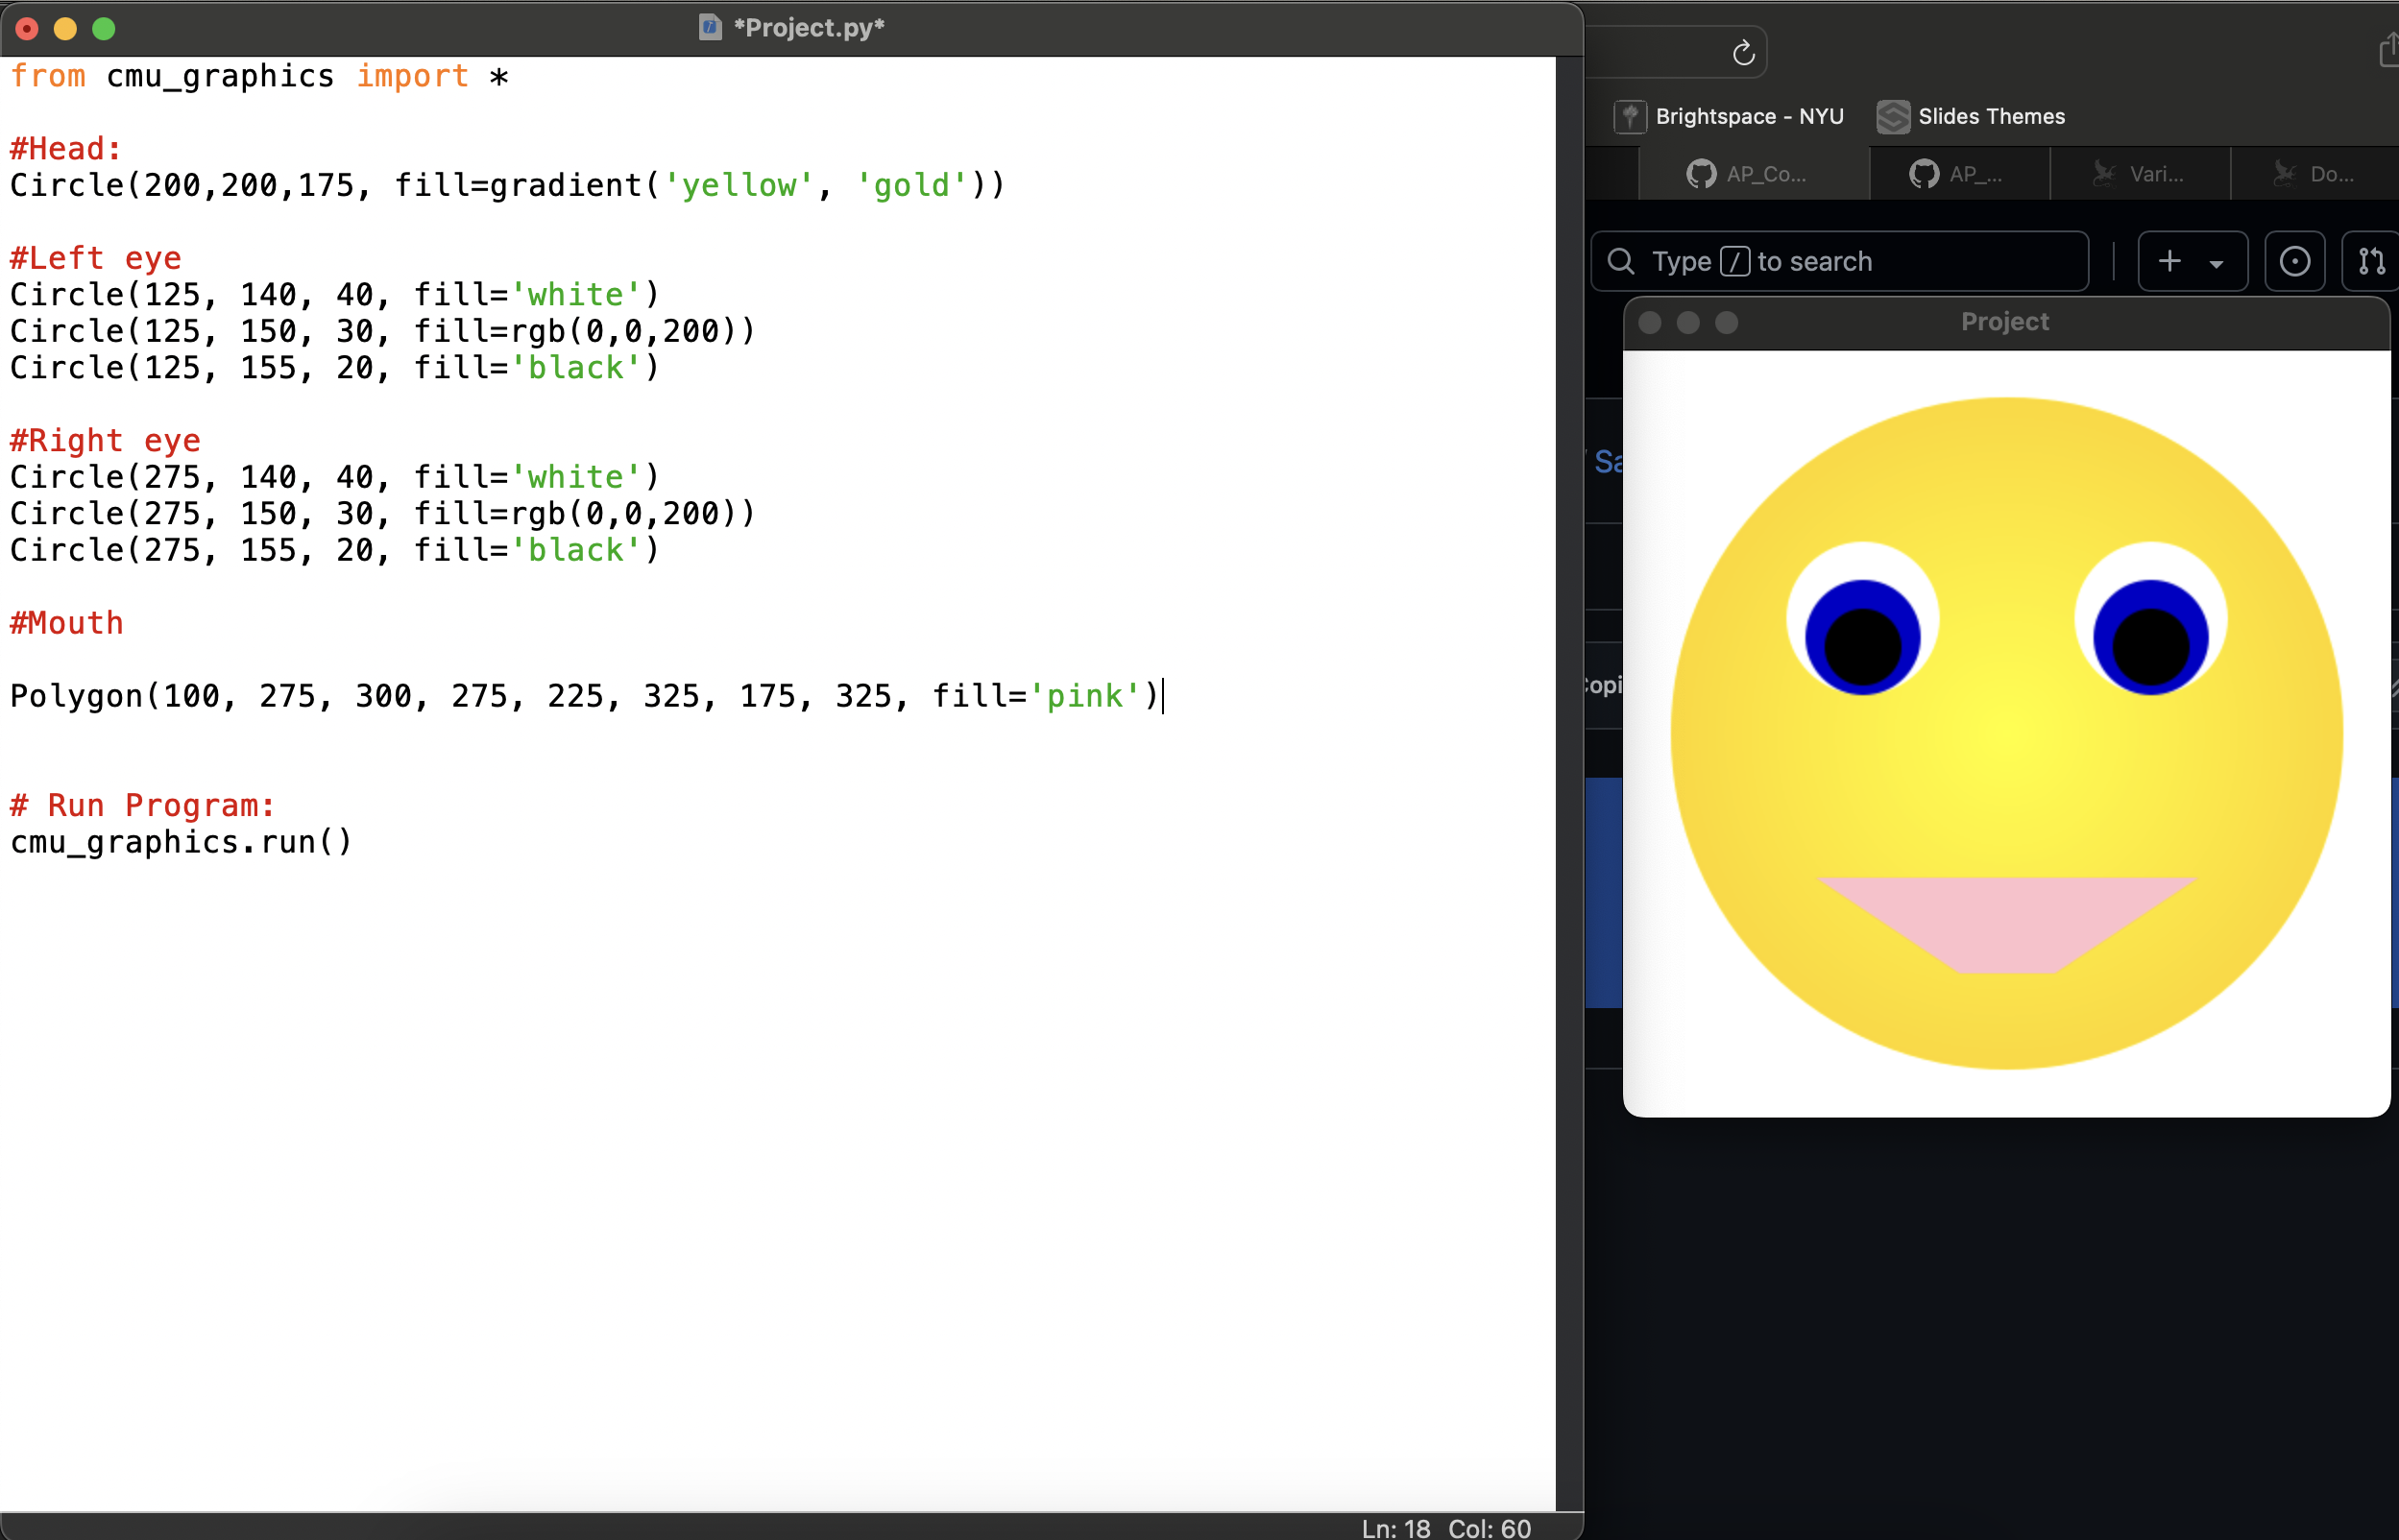 *Project.py*
from cmu_graphics import *
#Head:
Circle(200,200,175, fill=gradient('yellow', 'gold'))
#Left eye
Circle(125, 140, 40, fill='white')
Circle(125, 150, 30, fill=rgb(0,0,200))
Circle(125, 155, 20, fill='black')
#Right eye
Circle(275, 140, 40, fill='white')
Circle(275, 150, 30, fill=rgb(0,0,200))
Circle(275, 155, 20, fill='black')
#Mouth
Polygon(100, 275, 300, 275, 225, 325, 175, 325, fill='pink')
# Run Program:
cmu_graphics.run()
Ln: 18 Col: 60
Brightspace - NYU Slides Themes
AP_Co... AP_... Vari... Do...
Type / to search
Project
Sa
opi